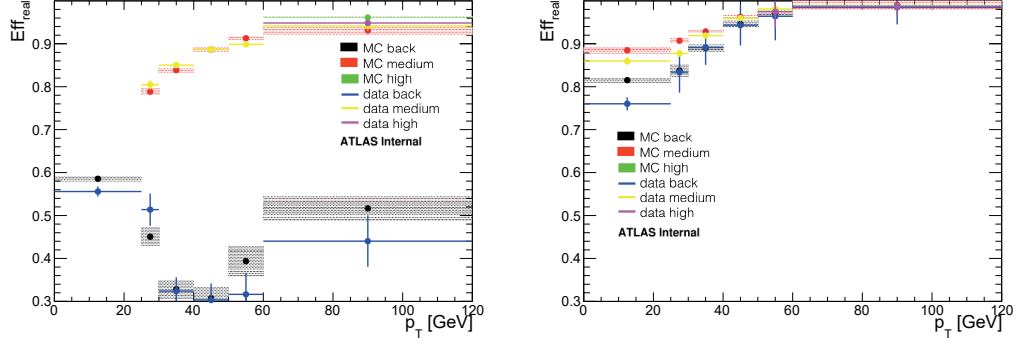 Eff_real
0.9
0.8
0.7
0.6
0.5
0.4
0.3
0 20 40 60 80 100 120
p_T [GeV]
MC back
MC medium
MC high
data back
data medium
data high
ATLAS Internal
Eff_real
0.9
0.8
0.7
0.6
0.5
0.4
0.3
0 20 40 60 80 100 120
p_T [GeV]
MC back
MC medium
MC high
data back
data medium
data high
ATLAS Internal